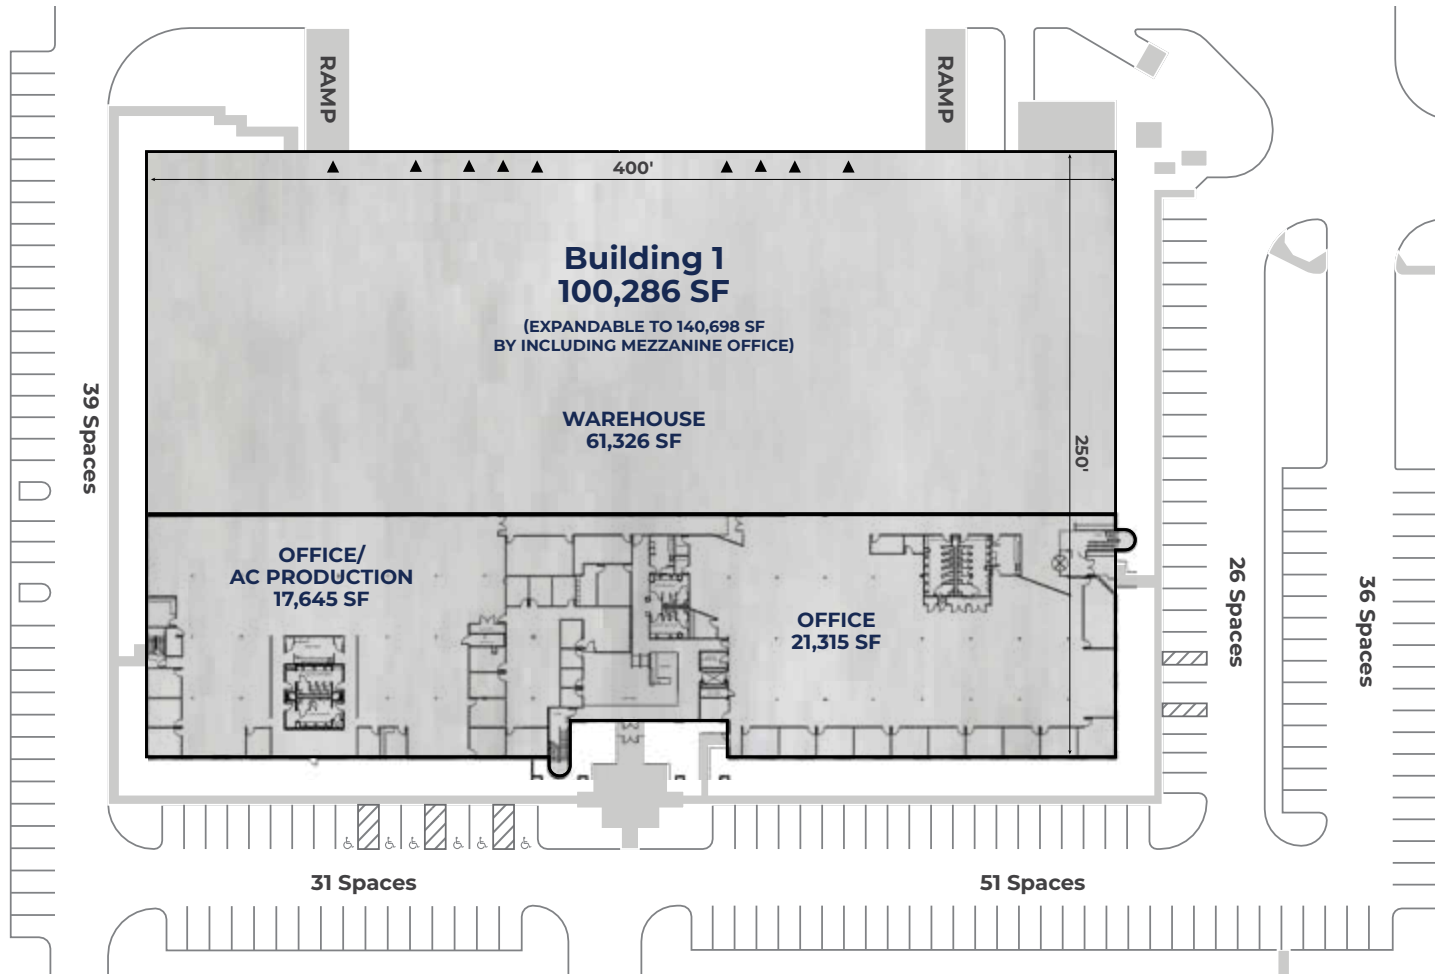 RAMP
RAMP
400'
Building 1
100,286 SF
(EXPANDABLE TO 140,698 SF
BY INCLUDING MEZZANINE OFFICE)
WAREHOUSE
61,326 SF
250'
39 Spaces
OFFICE/
AC PRODUCTION
17,645 SF
OFFICE
21,315 SF
26 Spaces
36 Spaces
31 Spaces
51 Spaces